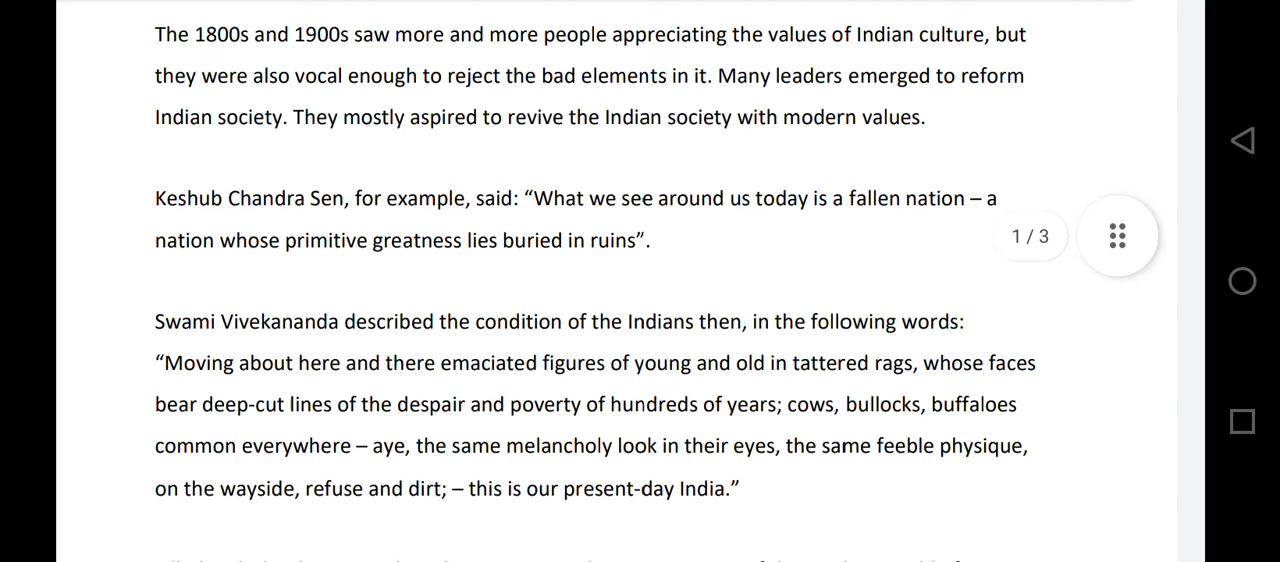 The 1800s and 1900s saw more and more people appreciating the values of Indian culture, but
they were also vocal enough to reject the bad elements in it. Many leaders emerged to reform
Indian society. They mostly aspired to revive the Indian society with modern values.
Keshub Chandra Sen, for example, said: “What we see around us today is a fallen nation – a
nation whose primitive greatness lies buried in ruins”.
1 / 3
Swami Vivekananda described the condition of the Indians then, in the following words:
“Moving about here and there emaciated figures of young and old in tattered rags, whose faces
bear deep-cut lines of the despair and poverty of hundreds of years; cows, bullocks, buffaloes
common everywhere – aye, the same melancholy look in their eyes, the same feeble physique,
on the wayside, refuse and dirt; – this is our present-day India.”